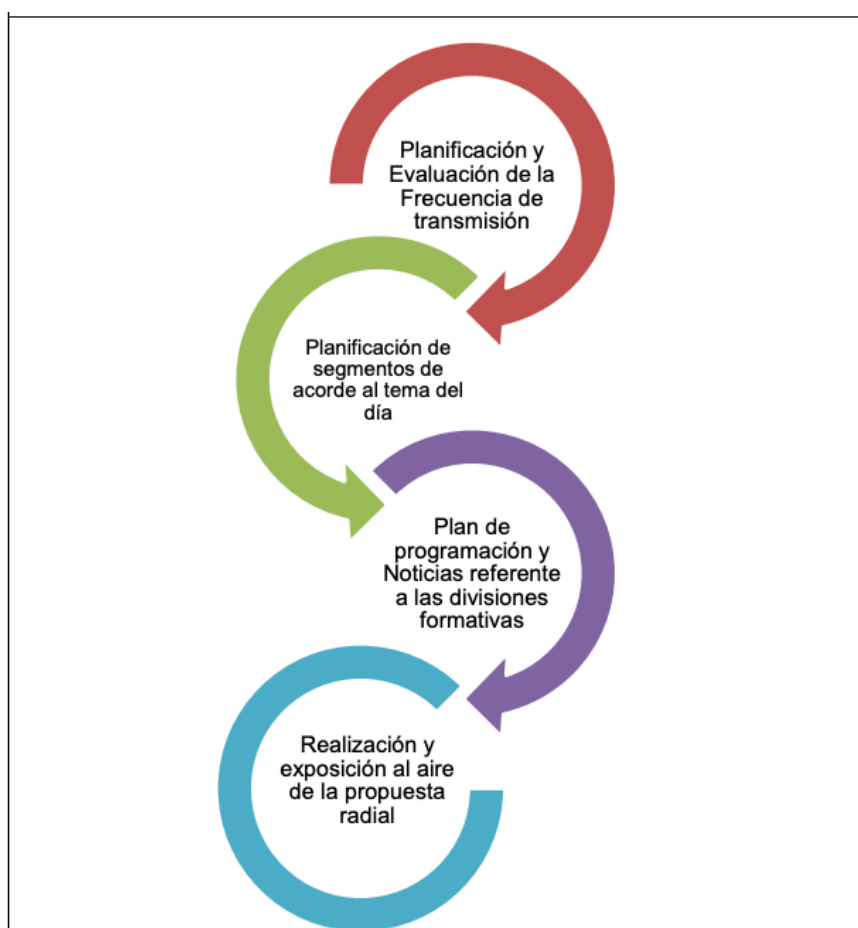 Planificación y
Evaluación de la
Frecuencia de
transmisión
Planificación de
segmentos de
acorde al tema del
día
Plan de
programación y
Noticias referente
a las divisiones
formativas
Realización y
exposición al aire
de la propuesta
radial